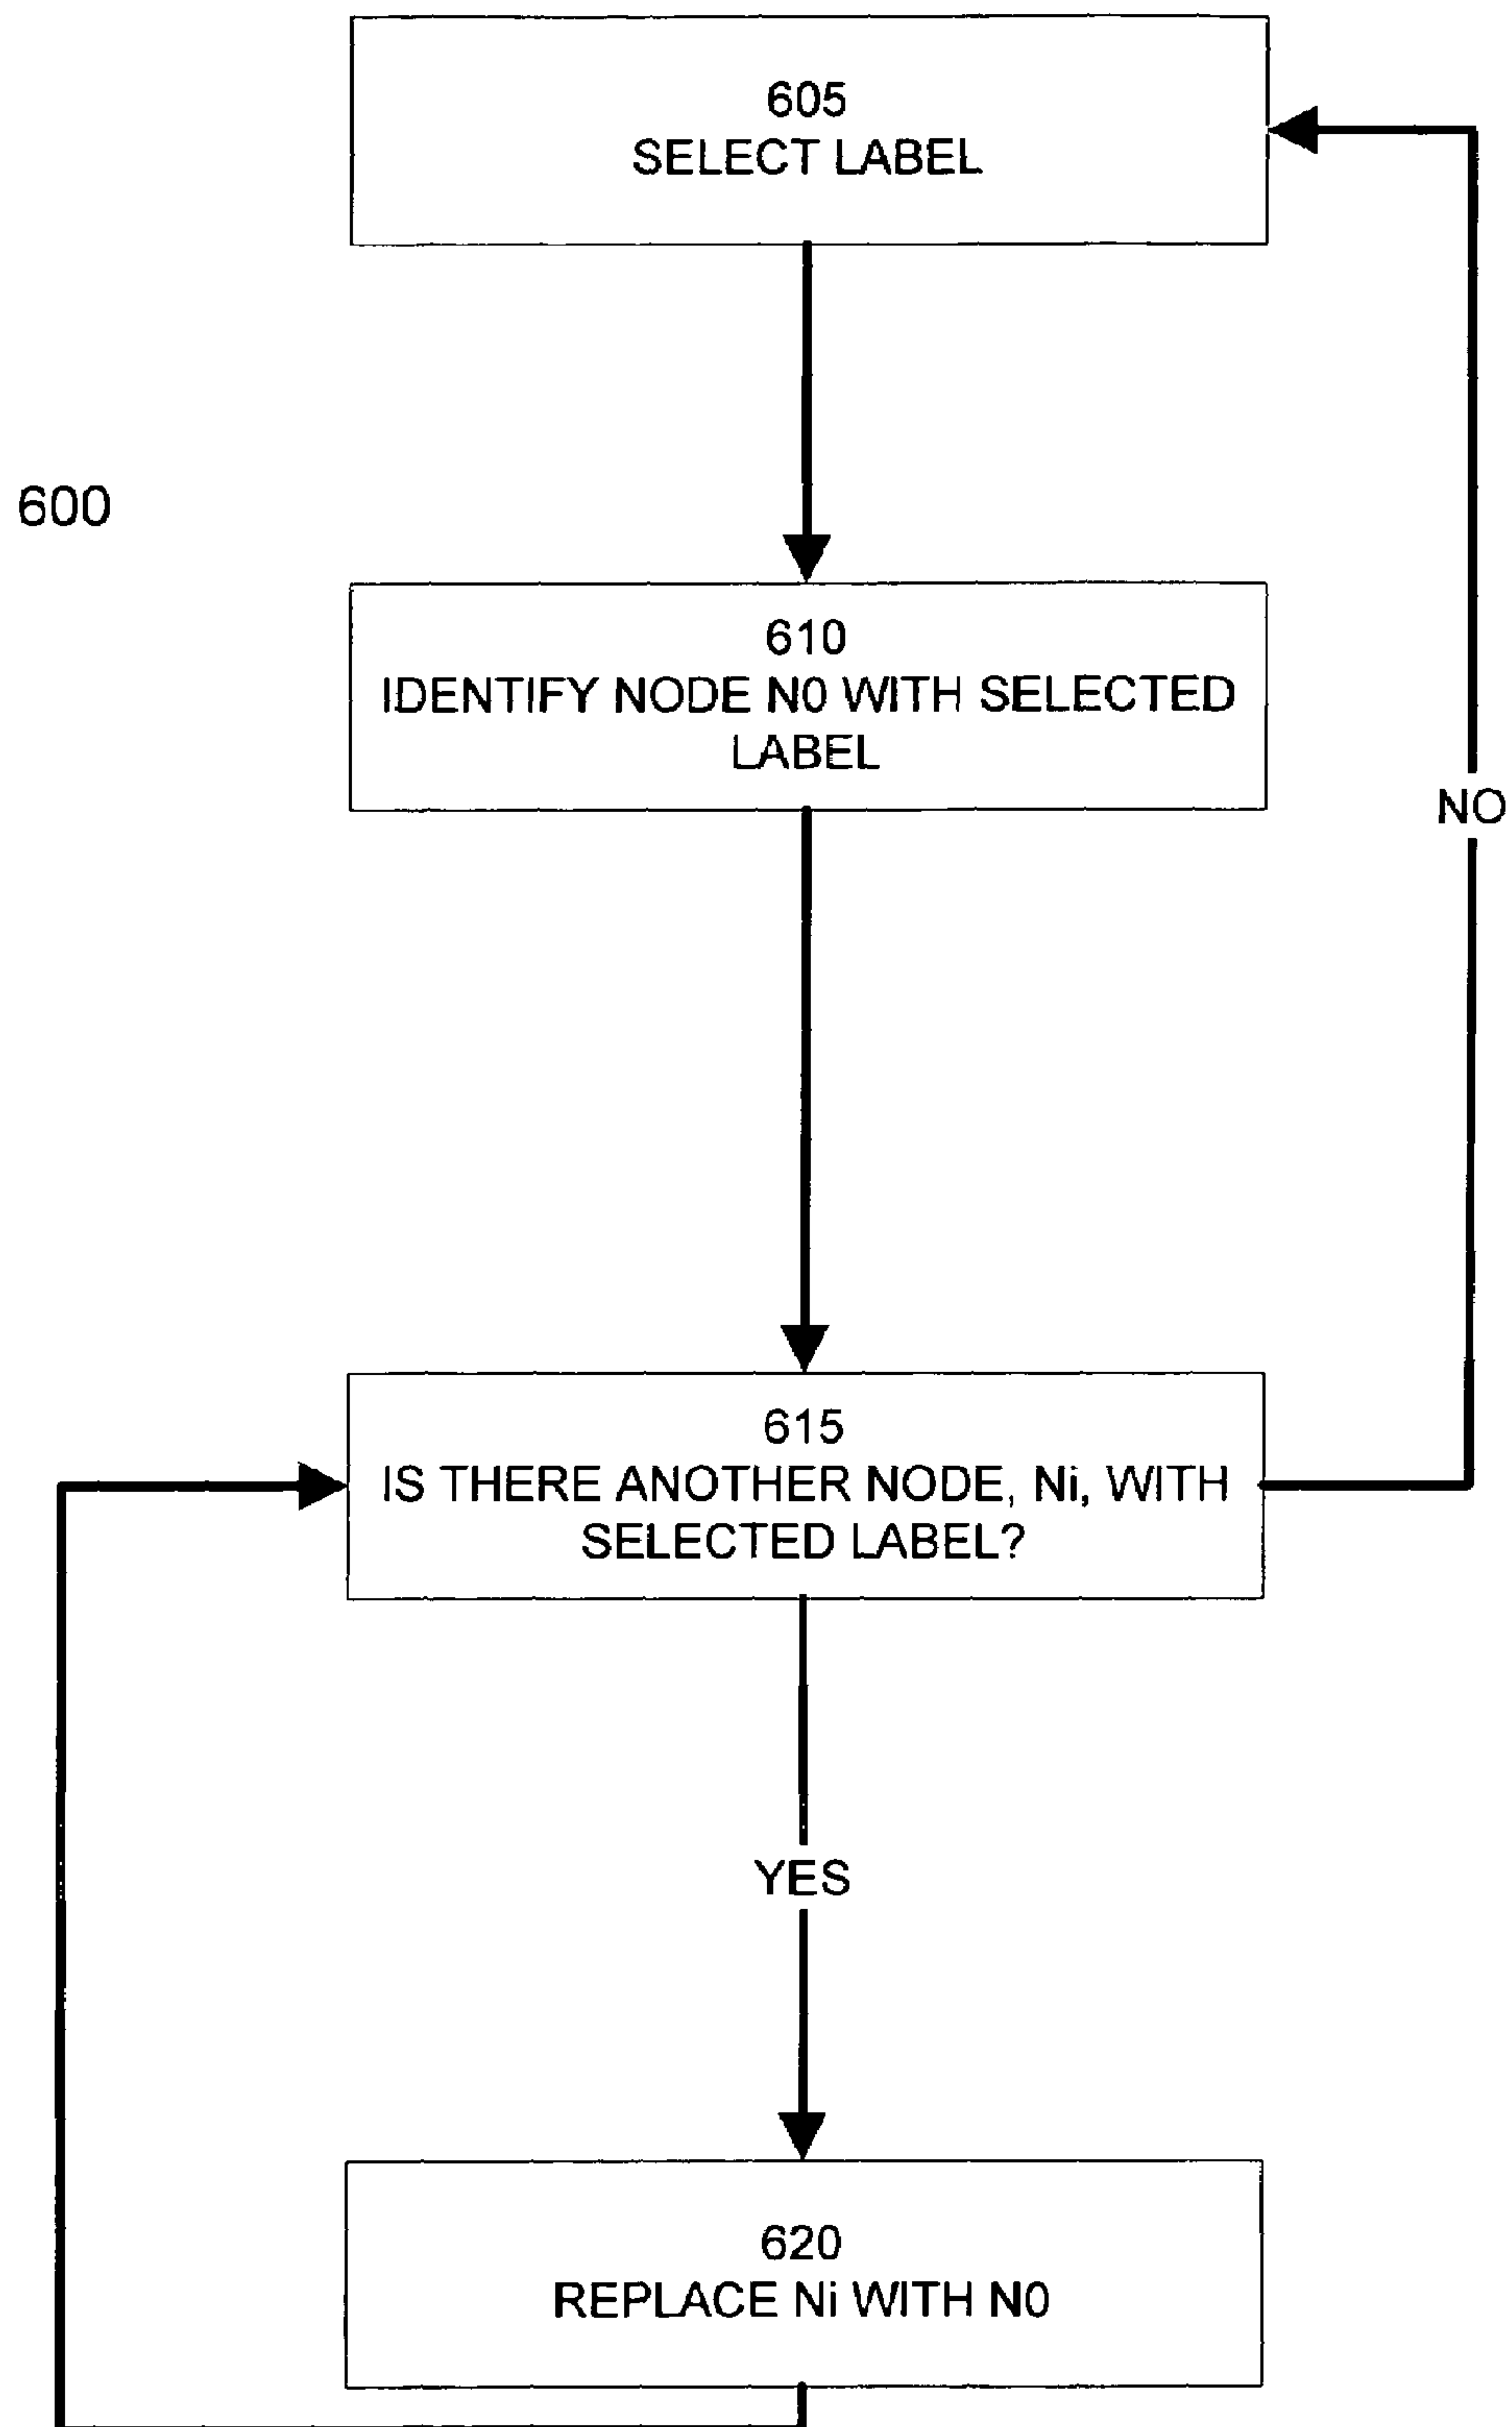 605
SELECT LABEL
600
610
IDENTIFY NODE N0 WITH SELECTED
LABEL
NO
615
IS THERE ANOTHER NODE, Ni, WITH
SELECTED LABEL?
YES
620
REPLACE Ni WITH N0